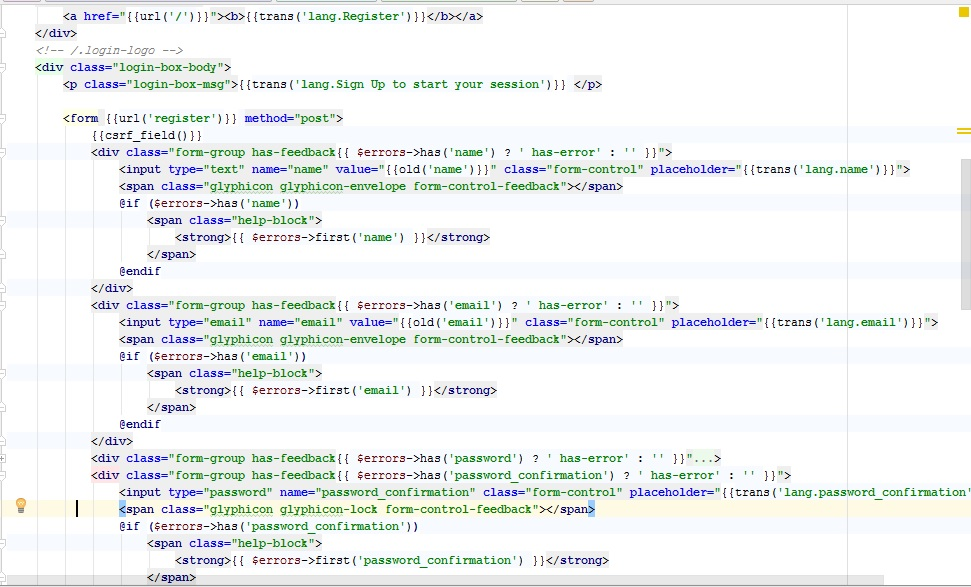 <a href="{{url('/')}}"><b>{{trans('lang.Register')}}</b></a>
</div>
<!-- /.login-logo -->
<div class="login-box-body">
<p class="login-box-msg">{{trans('lang.Sign Up to start your session')}} </p>
<form {{url('register')}} method="post">
{{csrf_field()}}
<div class="form-group has-feedback{{ $errors->has('name') ? ' has-error' : '' }}">
<input type="text" name="name" value="{{old('name')}}" class="form-control" placeholder="{{trans('lang.name')}}">
<span class="glyphicon glyphicon-envelope form-control-feedback"></span>
@if ($errors->has('name'))
<span class="help-block">
<strong>{{ $errors->first('name') }}</strong>
</span>
@endif
</div>
<div class="form-group has-feedback{{ $errors->has('email') ? ' has-error' : '' }}">
<input type="email" name="email" value="{{old('email')}}" class="form-control" placeholder="{{trans('lang.email')}}">
<span class="glyphicon glyphicon-envelope form-control-feedback"></span>
@if ($errors->has('email'))
<span class="help-block">
<strong>{{ $errors->first('email') }}</strong>
</span>
@endif
</div>
<div class="form-group has-feedback{{ $errors->has('password') ? ' has-error' : '' }}"...>
<div class="form-group has-feedback{{ $errors->has('password_confirmation') ? ' has-error' : '' }}">
<input type="password" name="password_confirmation" class="form-control" placeholder="{{trans('lang.password_confirmation'
<span class="glyphicon glyphicon-lock form-control-feedback"></span>
@if ($errors->has('password_confirmation'))
<span class="help-block">
<strong>{{ $errors->first('password_confirmation') }}</strong>
</span>